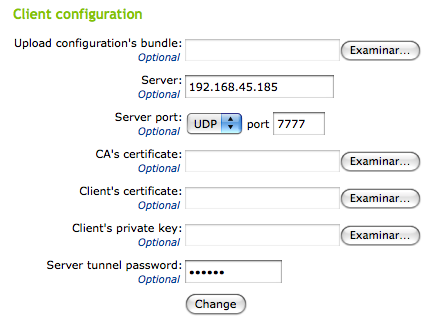 Client configuration
Upload configuration's bundle: Examinar...
Optional
Server: 192.168.45.185
Optional
Server port: UDP port 7777
Optional
CA's certificate: Examinar...
Optional
Client's certificate: Examinar...
Optional
Client's private key: Examinar...
Optional
Server tunnel password: ••••••
Optional
Change